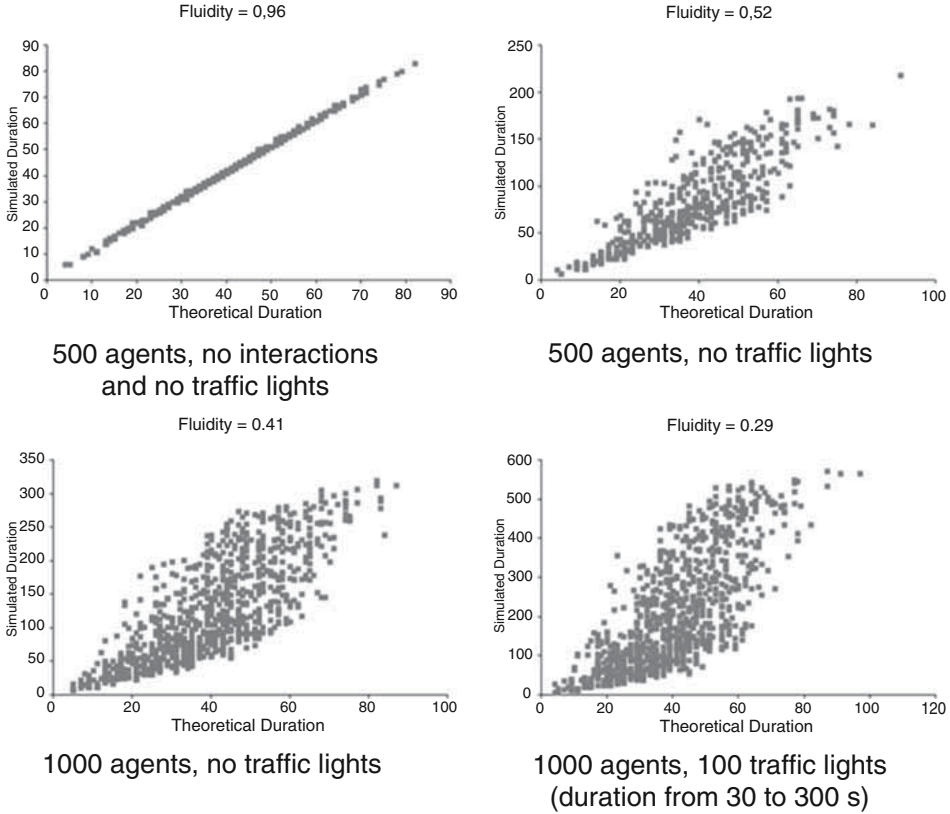 Fluidity = 0,96
90
80
70
60
50
40
30
20
10
0
Simulated Duration
0 10 20 30 40 50 60 70 80 90
Theoretical Duration
500 agents, no interactions
and no traffic lights
Fluidity = 0,52
250
200
150
100
50
0
Simulated Duration
0 20 40 60 80 100
Theoretical Duration
500 agents, no traffic lights
Fluidity = 0.41
350
300
250
200
150
100
50
0
Simulated Duration
0 20 40 60 80 100
Theoretical Duration
1000 agents, no traffic lights
Fluidity = 0.29
600
500
400
300
200
100
0
Simulated Duration
0 20 40 60 80 100 120
Theoretical Duration
1000 agents, 100 traffic lights
(duration from 30 to 300 s)